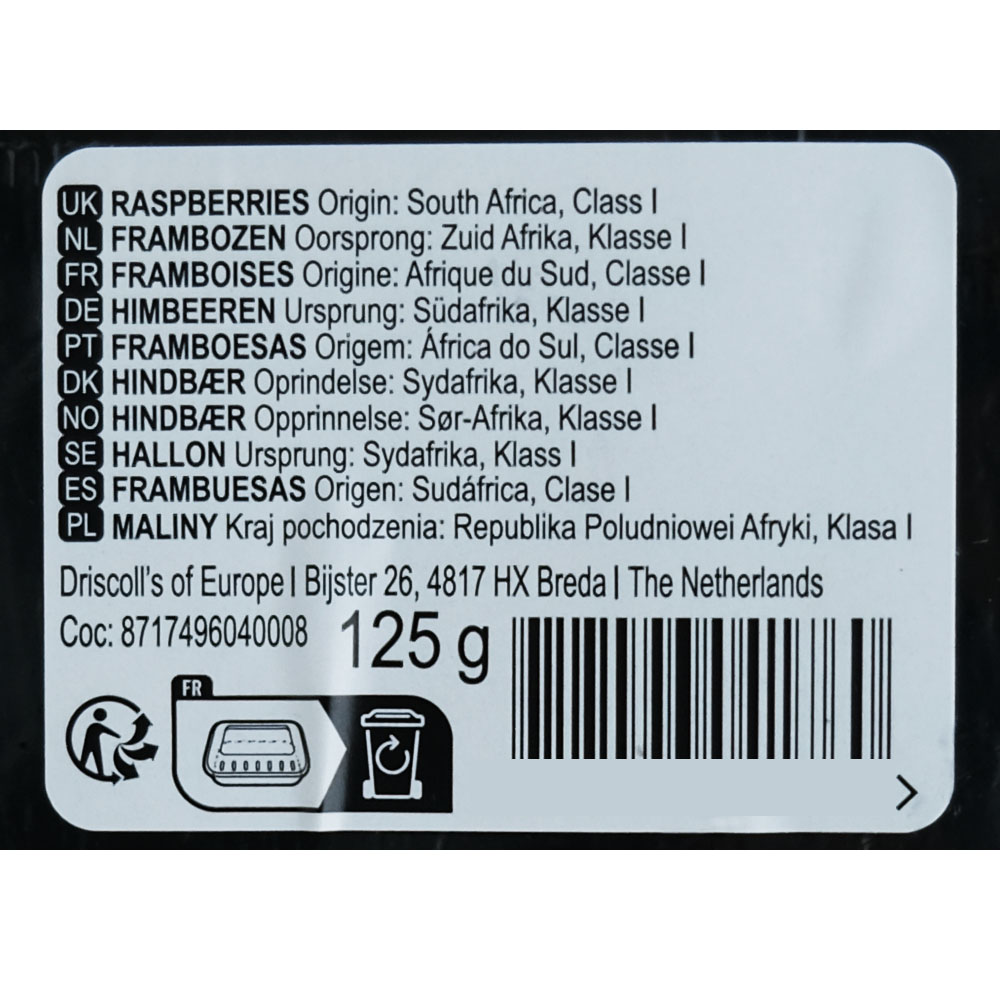 UK RASPBERRIES Origin: South Africa, Class I
NL FRAMBOZEN Oorsprong: Zuid Afrika, Klasse I
FR FRAMBOISES Origine: Afrique du Sud, Classe I
DE HIMBEEREN Ursprung: Südafrika, Klasse I
PT FRAMBOESAS Origem: África do Sul, Classe I
DK HINDBÆR Oprindelse: Sydafrika, Klasse I
NO HINDBÆR Opprinnelse: Sør-Afrika, Klasse I
SE HALLON Ursprung: Sydafrika, Klass I
ES FRAMBUESAS Origen: Sudáfrica, Clase I
PL MALINY Kraj pochodzenia: Republika Poludniowei Afryki, Klasa I
Driscoll's of Europe | Bijster 26, 4817 HX Breda | The Netherlands
Coc: 8717496040008 125 g
FR
>